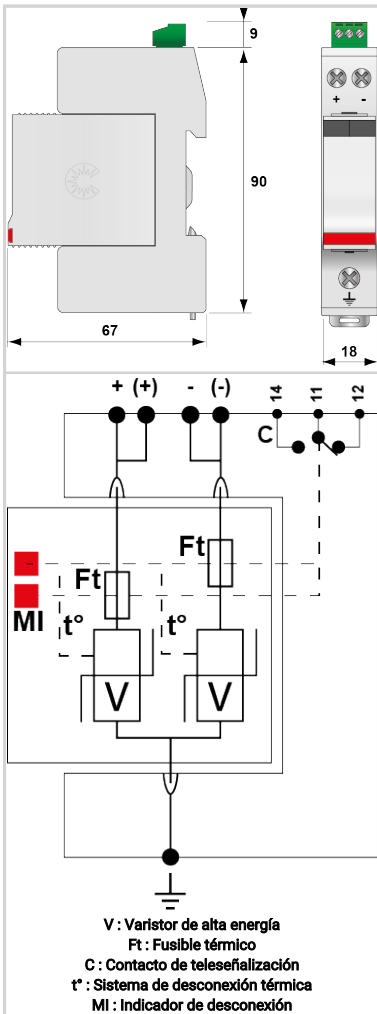 9
90
67
+ -
18
+ (+) - (-) 14 11 12
C
Ft Ft
MI t° t°
V V
V : Varistor de alta energía
Ft : Fusible térmico
C : Contacto de teleseñalización
t° : Sistema de desconexión térmica
MI : Indicador de desconexión